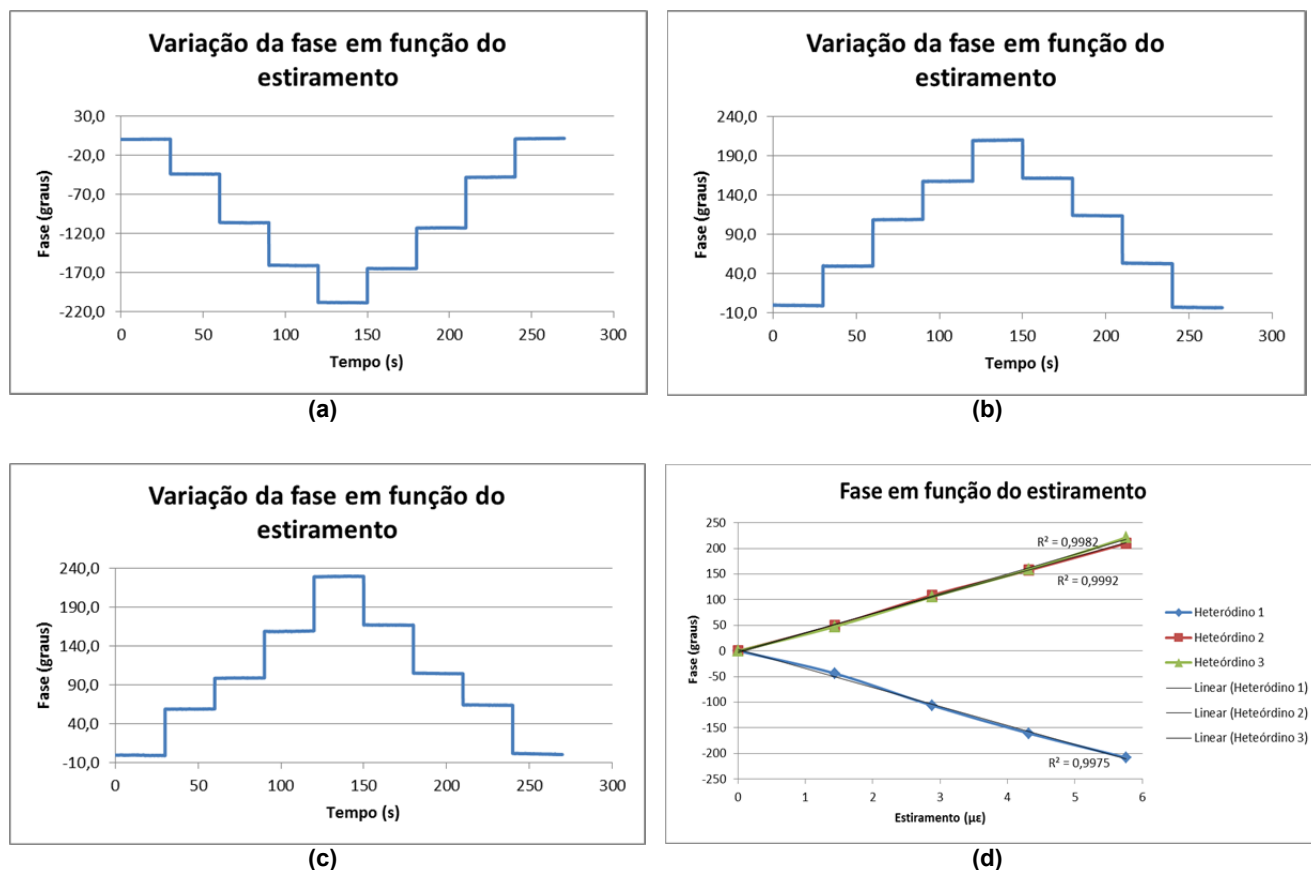 Variação da fase em função do
estiramento
30,0
-20,0
-70,0
-120,0
-170,0
-220,0
Fase (graus)
0 50 100 150 200 250 300
Tempo (s)
(a)
Variação da fase em função do
estiramento
240,0
190,0
140,0
90,0
40,0
-10,0
Fase (graus)
0 50 100 150 200 250 300
Tempo (s)
(b)
Variação da fase em função do
estiramento
240,0
190,0
140,0
90,0
40,0
-10,0
Fase (graus)
0 50 100 150 200 250 300
Tempo (s)
(c)
Fase em função do estiramento
250
200
150
100
50
0
-50
-100
-150
-200
-250
Fase (graus)
R² = 0,9982
R² = 0,9992
R² = 0,9975
0 1 2 3 4 5 6
Estiramento (µε)
Heteródino 1
Heteórdino 2
Heteórdino 3
Linear (Heteródino 1)
Linear (Heteórdino 2)
Linear (Heteórdino 3)
(d)